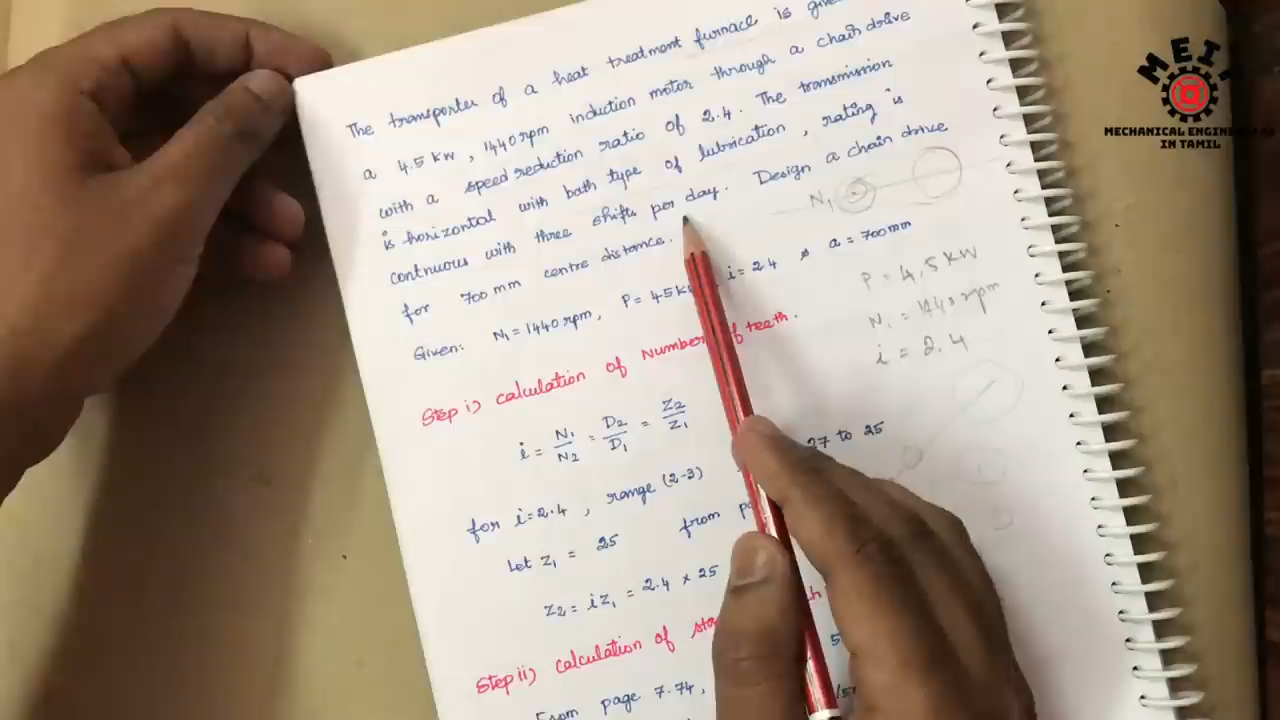 The transporter of a heat treatment furnace is
a 4.5 KW, 1440 rpm induction motor through a chain drive
with a speed reduction ratio of 2.4. The transmission
is horizontal with bath type of lubrication, rating is
continuous with three shifts per day. Design a chain drive
for 700 mm centre distance.
N1
Given: N1 = 1440 rpm, P = 45 i = 2.4 & a = 700mm
P = 4.5 KW
N1 = 1440 rpm
i = 2.4
Step i) calculation of Number of teeth.
i = N1/N2 = D2/D1 = Z2/Z1
for i = 2.4, range (2-3) 27 to 25
Let Z1 = 25 from
Z2 = iZ1 = 2.4 × 25
Step ii) calculation of
From page 7.74,
MECHANICAL ENGINEERING
IN TAMIL